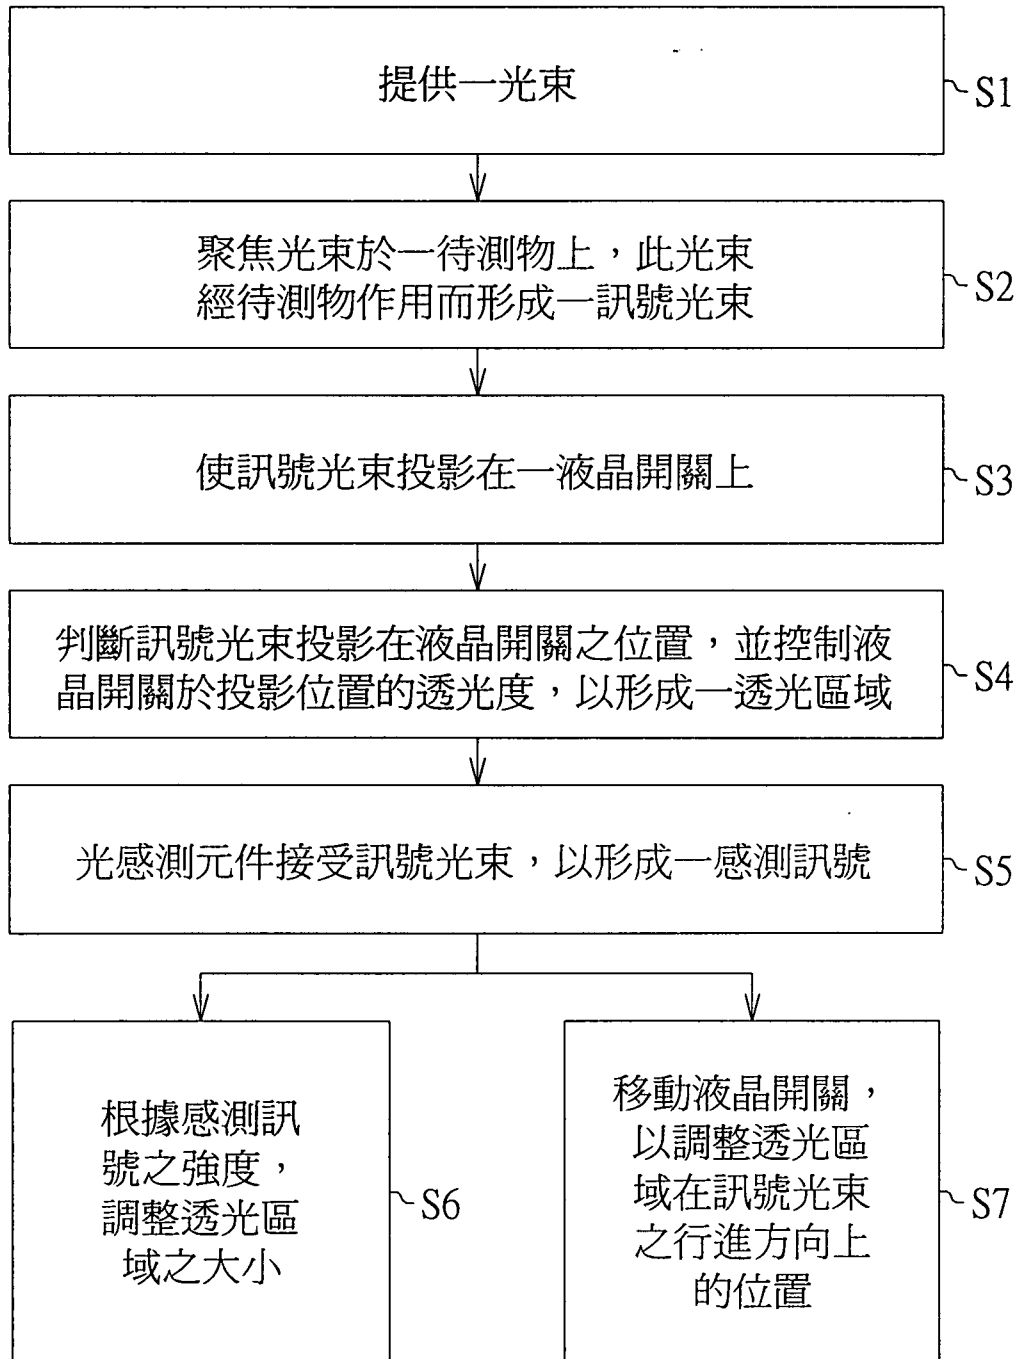 提供一光束
S1
聚焦光束於一待測物上，此光束
經待測物作用而形成一訊號光束
S2
使訊號光束投影在一液晶開關上
S3
判斷訊號光束投影在液晶開關之位置，並控制液
晶開關於投影位置的透光度，以形成一透光區域
S4
光感測元件接受訊號光束，以形成一感測訊號
S5
根據感測訊
號之強度，
調整透光區
域之大小
S6
移動液晶開關，
以調整透光區
域在訊號光束
之行進方向上
的位置
S7